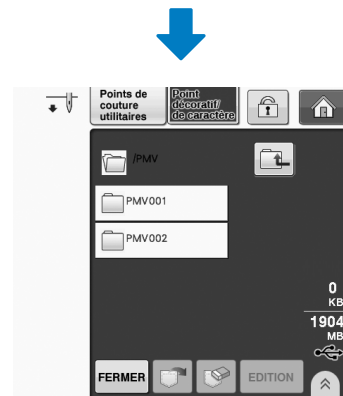 Points de
couture
utilitaires
Point
décoratif/
de caractère
/PMV
PMV001
PMV002
0
KB
1904
MB
FERMER
EDITION